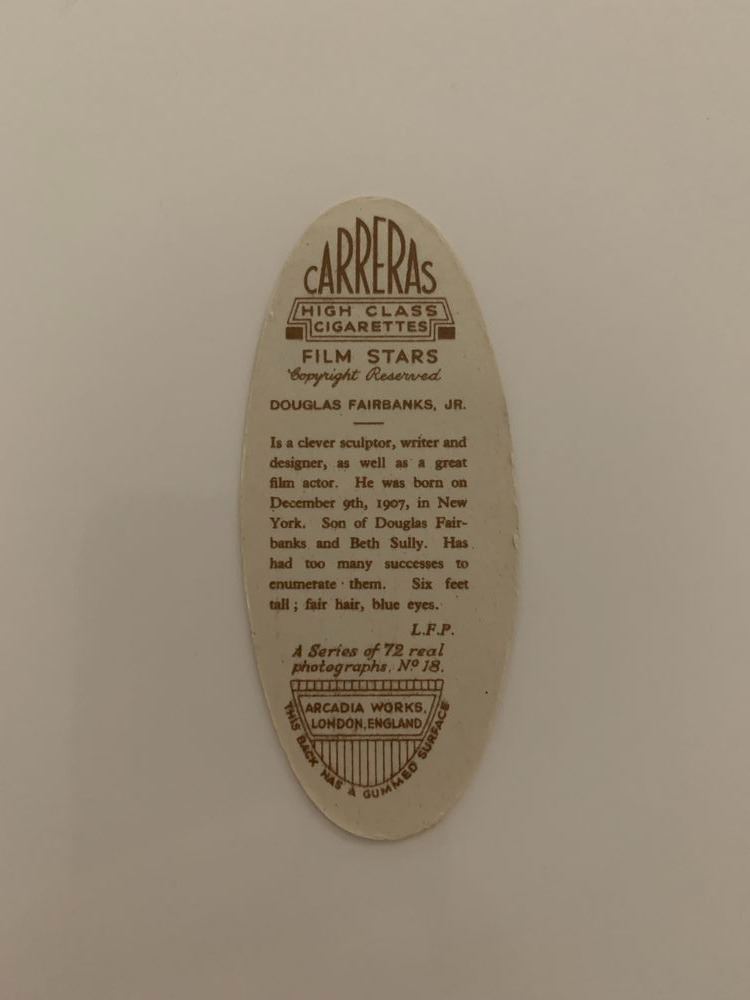 CARRERAS
HIGH CLASS
CIGARETTES
FILM STARS
Copyright Reserved
DOUGLAS FAIRBANKS, JR.
Is a clever sculptor, writer and
designer, as well as a great
film actor. He was born on
December 9th, 1907, in New
York. Son of Douglas Fair-
banks and Beth Sully. Has
had too many successes to
enumerate them. Six feet
tall; fair hair, blue eyes.
L.F.P.
A Series of 72 real
photographs. Nº 18.
ARCADIA WORKS,
LONDON, ENGLAND
THIS BACK HAS A GUMMED SURFACE